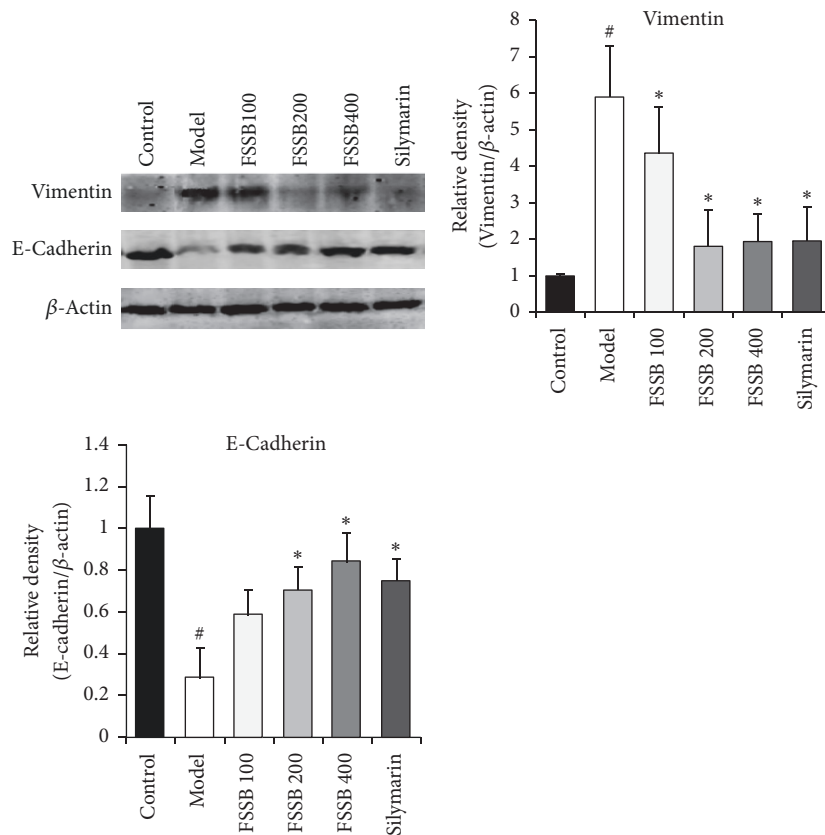 Control
Model
FSSB100
FSSB200
FSSB400
Silymarin
Vimentin
E-Cadherin
β-Actin
Vimentin
Relative density
(Vimentin/β-actin)
8
7
6
5
4
3
2
1
0
#
*
*
*
*
Control
Model
FSSB 100
FSSB 200
FSSB 400
Silymarin
E-Cadherin
Relative density
(E-cadherin/β-actin)
1.4
1.2
1
0.8
0.6
0.4
0.2
0
#
*
*
*
Control
Model
FSSB 100
FSSB 200
FSSB 400
Silymarin